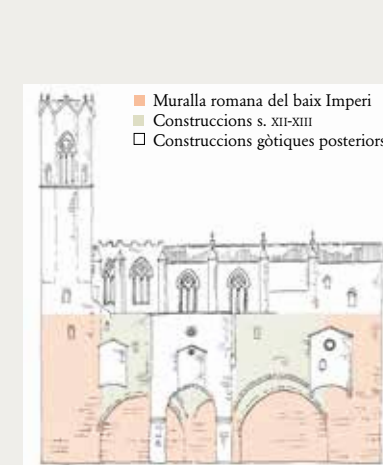 Muralla romana del baix Imperi
Construccions s. XII-XIII
Construccions gòtiques posteriors